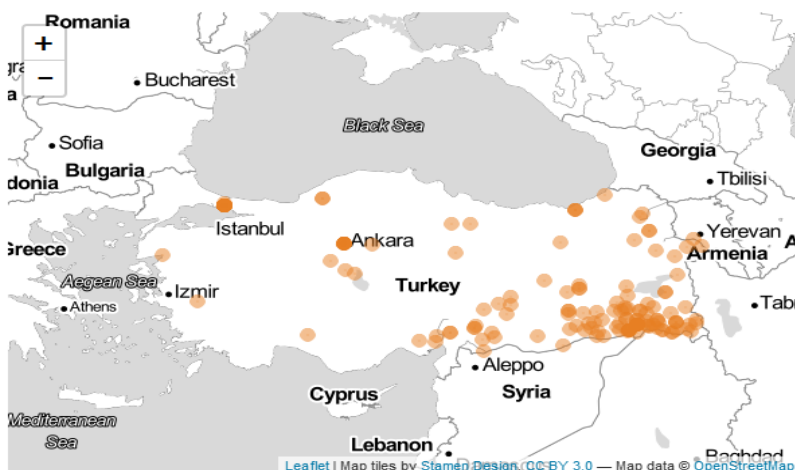 Romania
+
−
Bucharest
Black Sea
Sofia
Bulgaria
Georgia
Tbilisi
donia
Istanbul
Ankara
Yerevan
Armenia
Greece
Aegean Sea
Izmir
Turkey
Athens
Tabr
Aleppo
Syria
Cyprus
Mediterranean
Sea
Lebanon
Baghdad
Leaflet | Map tiles by Stamen Design, CC BY 3.0 — Map data © OpenStreetMap